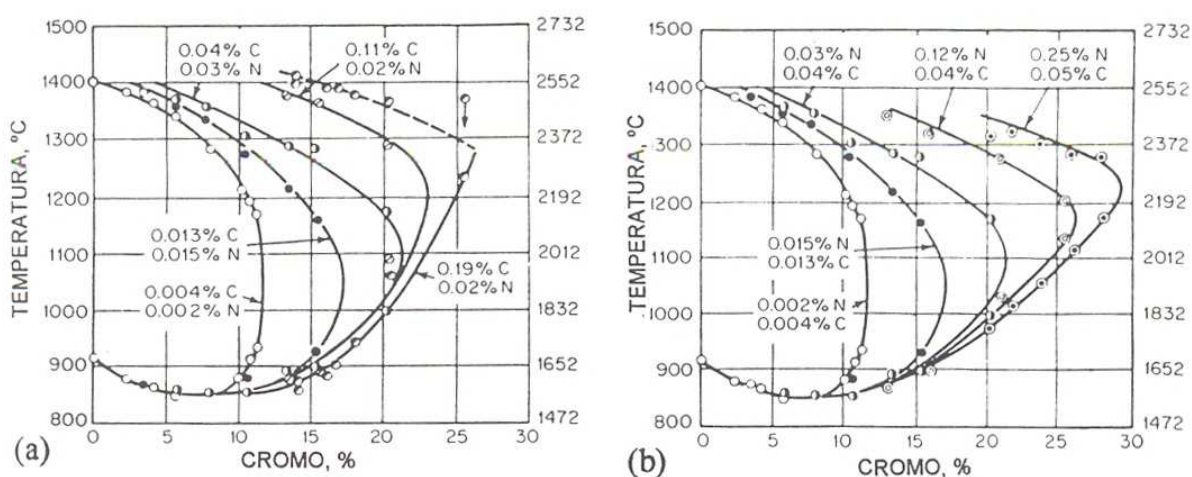 1500
1400
1300
1200
1100
1000
900
800
TEMPERATURA, ºC
0.04% C
0.03% N
0.11% C
0.02% N
0.013% C
0.015% N
0.004% C
0.002% N
0.19% C
0.02% N
2732
2552
2372
2192
2012
1832
1652
1472
0 5 10 15 20 25 30
(a)
CROMO, %
1500
1400
1300
1200
1100
1000
900
800
TEMPERATURA, ºC
0.03% N
0.04% C
0.12% N
0.04% C
0.25% N
0.05% C
0.015% N
0.013% C
0.002% N
0.004% C
2732
2552
2372
2192
2012
1832
1652
1472
0 5 10 15 20 25 30
(b)
CROMO, %